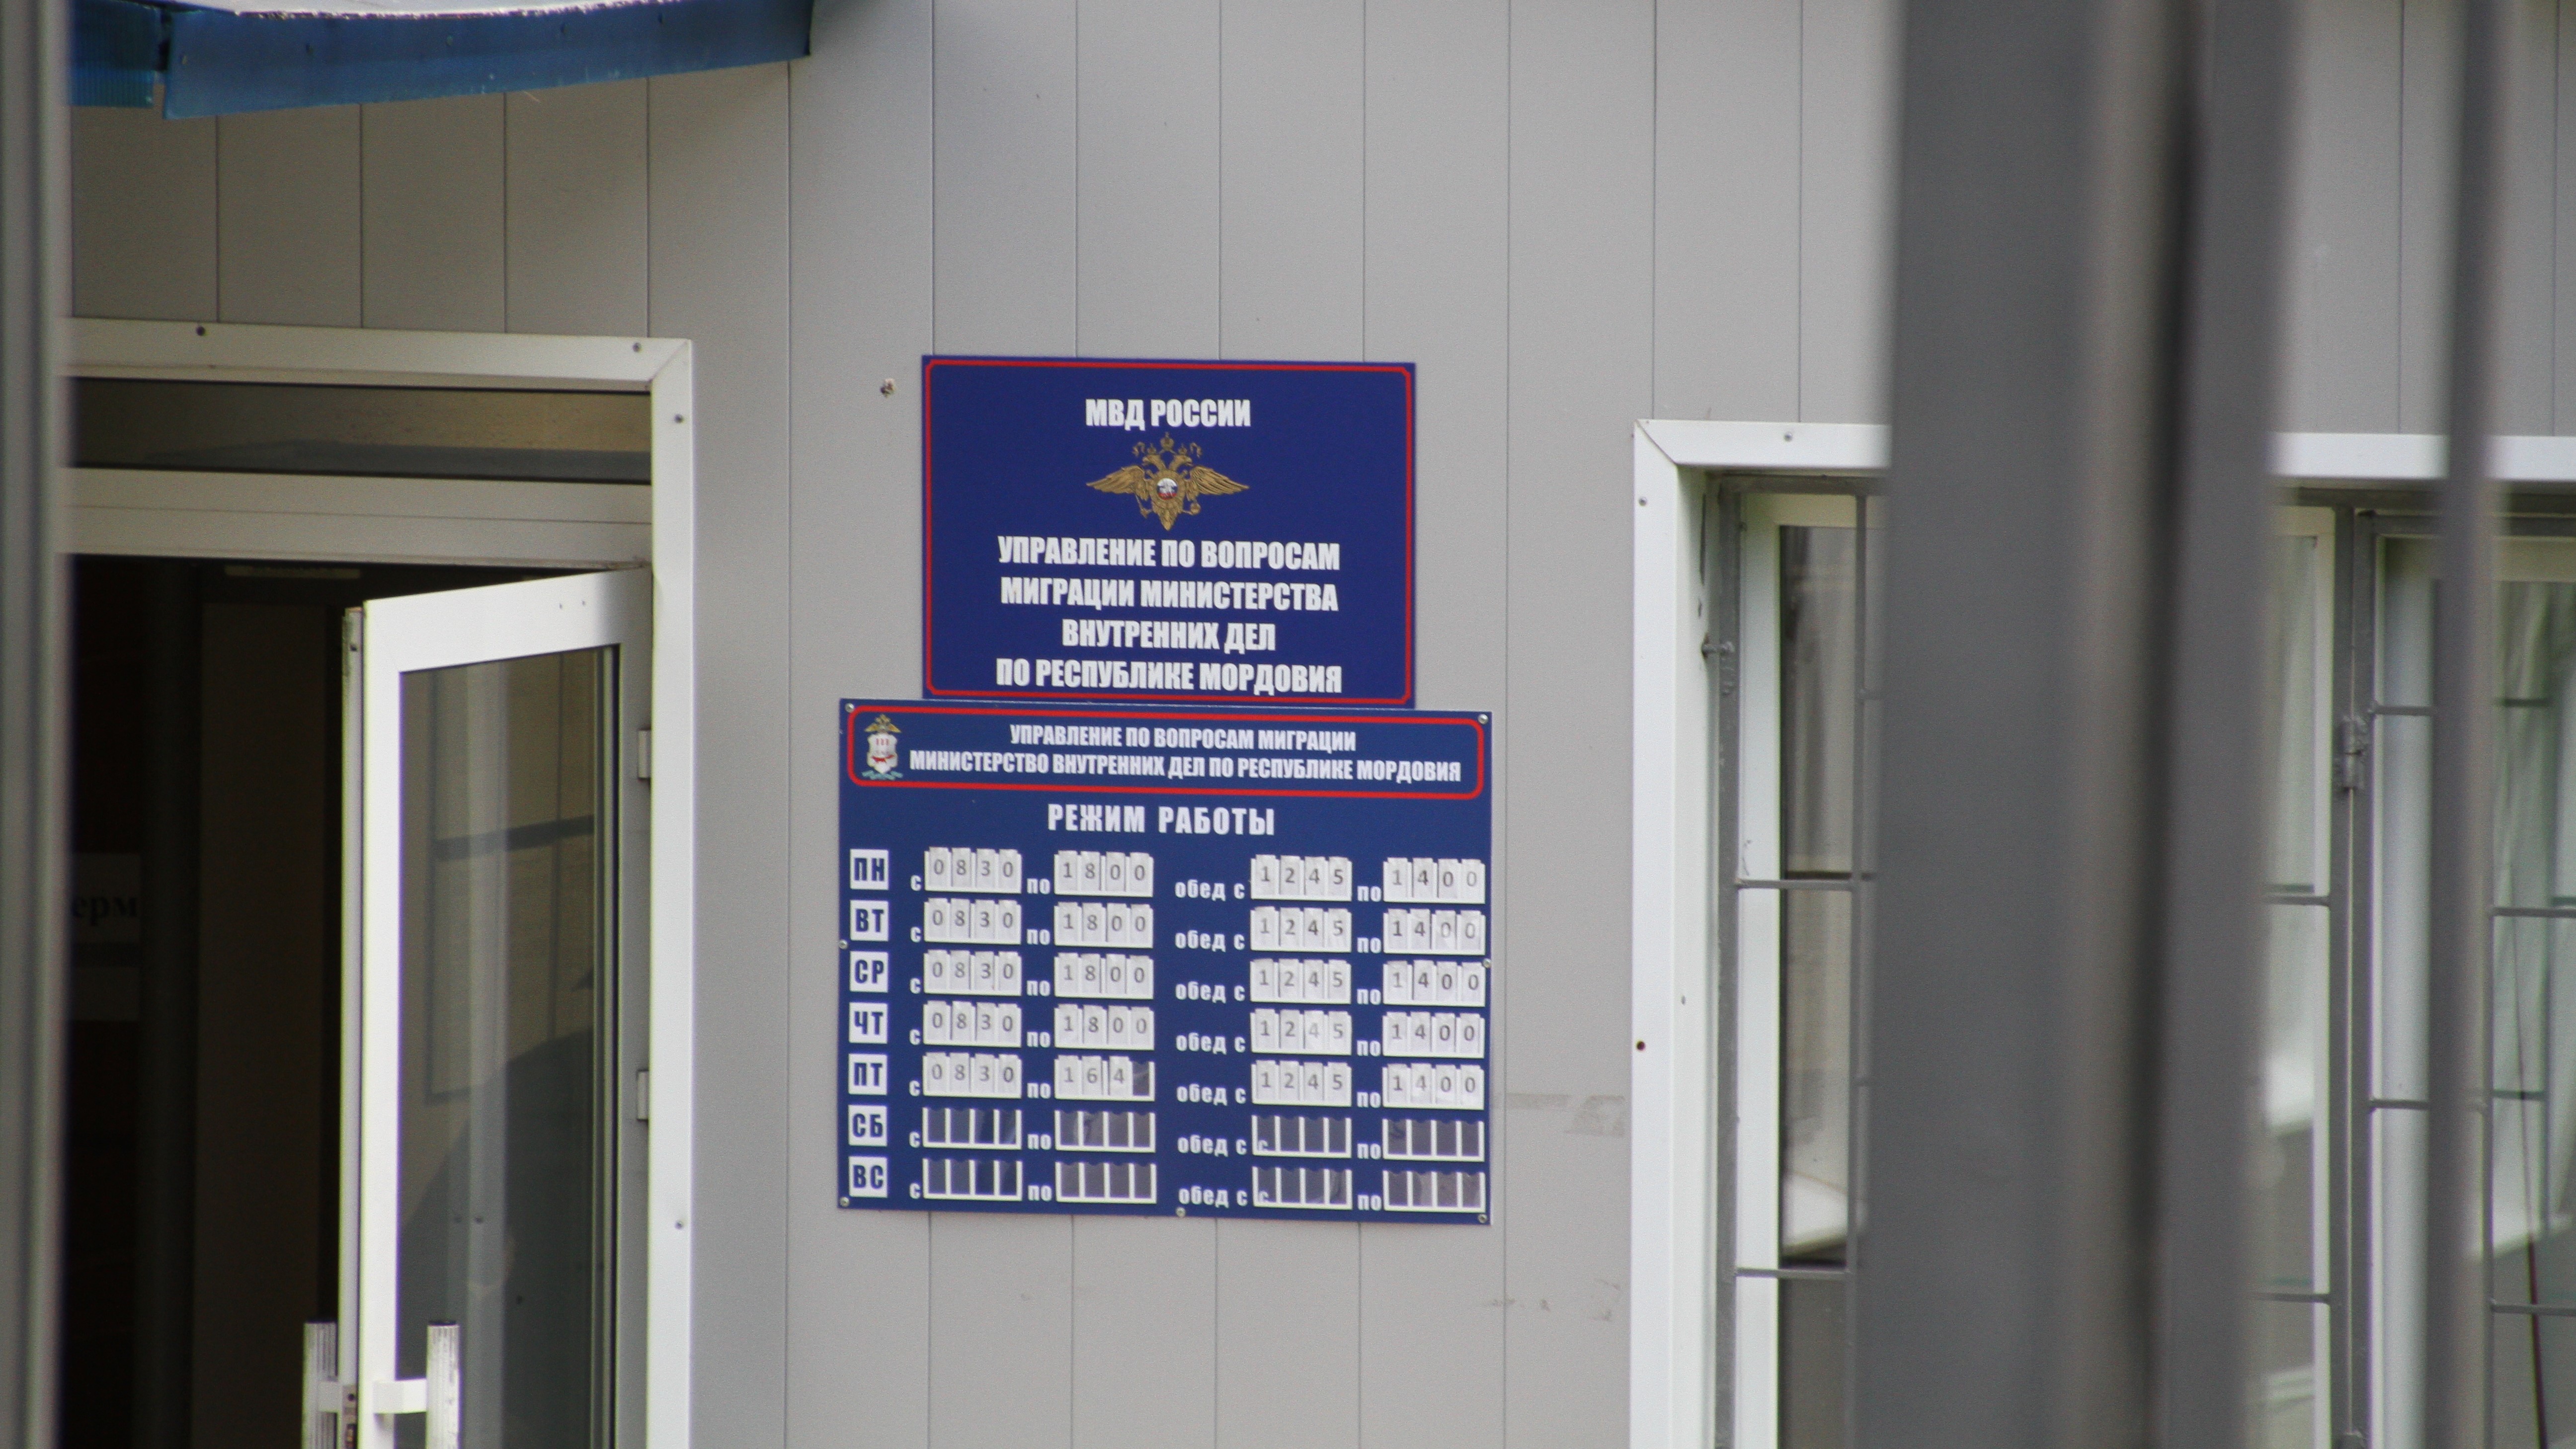 МВД РОССИИ
УПРАВЛЕНИЕ ПО ВОПРОСАМ
МИГРАЦИИ МИНИСТЕРСТВА
ВНУТРЕННИХ ДЕЛ
ПО РЕСПУБЛИКЕ МОРДОВИЯ
УПРАВЛЕНИЕ ПО ВОПРОСАМ МИГРАЦИИ
МИНИСТЕРСТВО ВНУТРЕННИХ ДЕЛ ПО РЕСПУБЛИКЕ МОРДОВИЯ
РЕЖИМ РАБОТЫ
ПН с 0830 по 1800 обед с 1245 по 1400
ВТ с 0830 по 1800 обед с 1245 по 1400
СР с 0830 по 1800 обед с 1245 по 1400
ЧТ с 0830 по 1800 обед с 1245 по 1400
ПТ с 0830 по 164 обед с 1245 по 1400
СБ с по обед с по
ВС с по обед с по